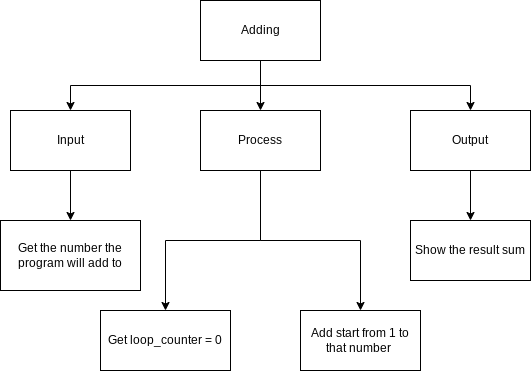 Adding
Input
Process
Output
Get the number the
program will add to
Show the result sum
Get loop_counter = 0
Add start from 1 to
that number